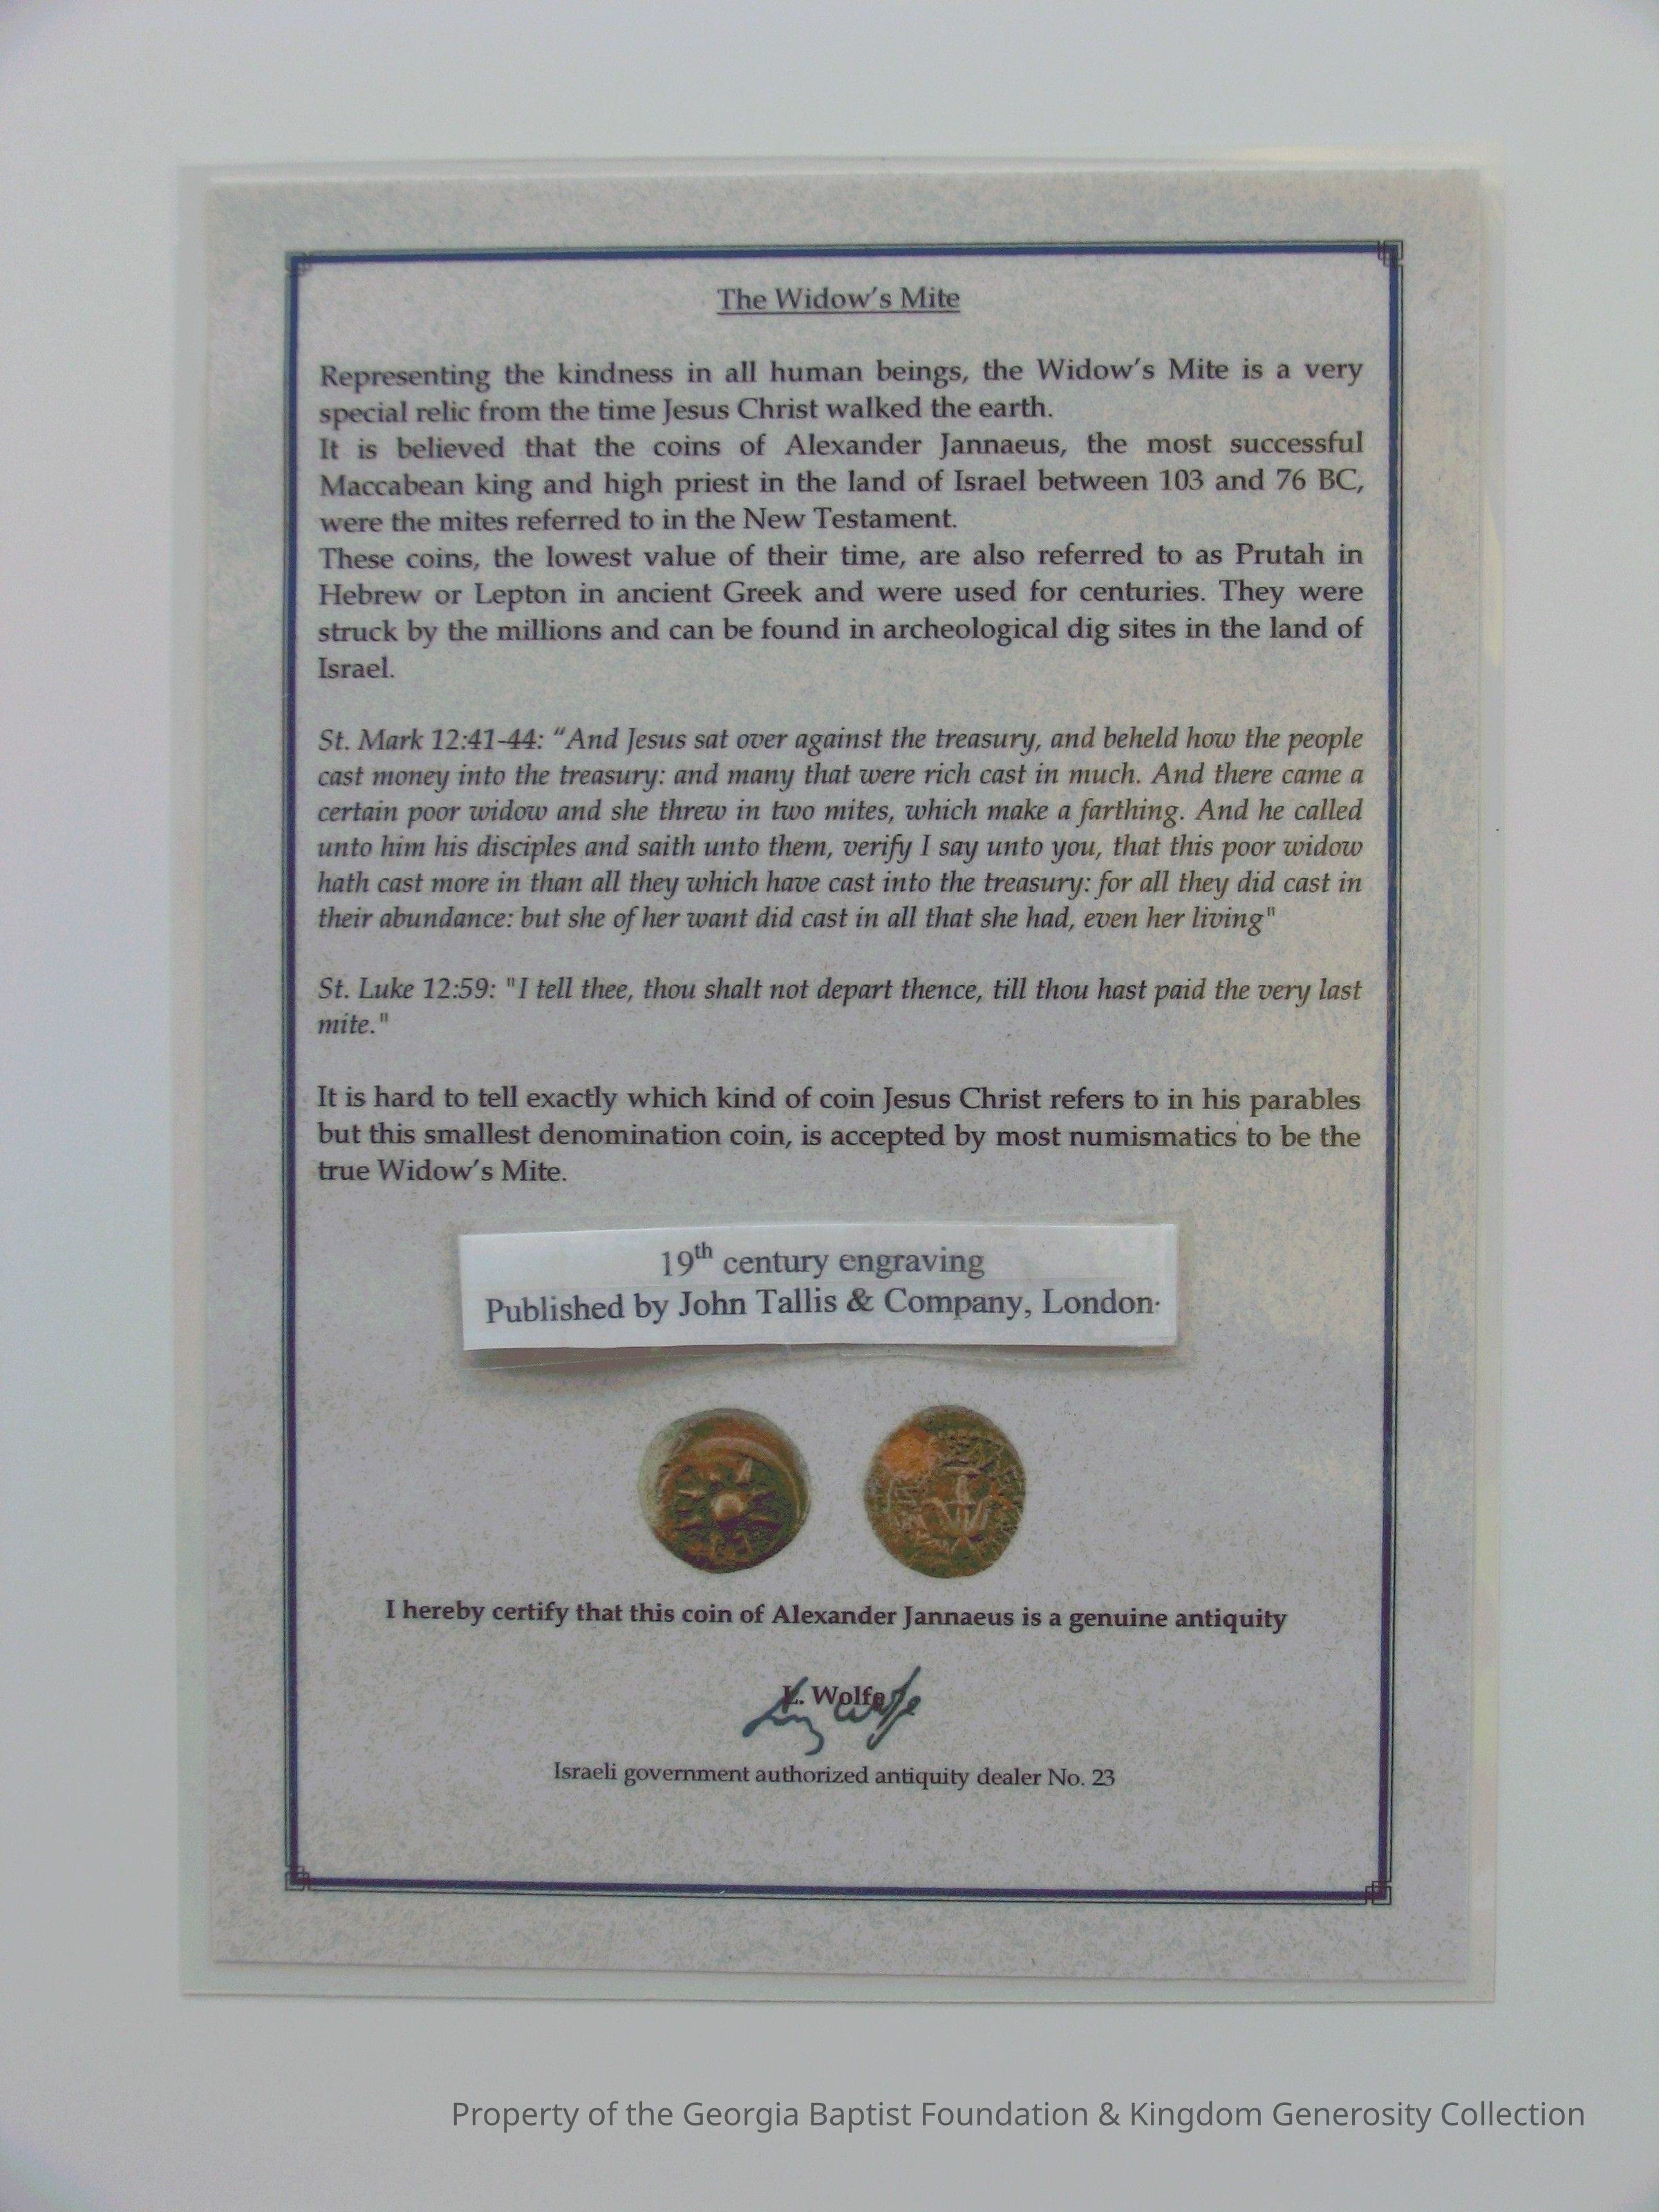 The Widow's Mite
Representing the kindness in all human beings, the Widow's Mite is a very
special relic from the time Jesus Christ walked the earth.
It is believed that the coins of Alexander Jannaeus, the most successful
Maccabean king and high priest in the land of Israel between 103 and 76 BC,
were the mites referred to in the New Testament.
These coins, the lowest value of their time, are also referred to as Prutah in
Hebrew or Lepton in ancient Greek and were used for centuries. They were
struck by the millions and can be found in archeological dig sites in the land of
Israel.
St. Mark 12:41-44: “And Jesus sat over against the treasury, and beheld how the people
cast money into the treasury: and many that were rich cast in much. And there came a
certain poor widow and she threw in two mites, which make a farthing. And he called
unto him his disciples and saith unto them, verify I say unto you, that this poor widow
hath cast more in than all they which have cast into the treasury: for all they did cast in
their abundance: but she of her want did cast in all that she had, even her living"
St. Luke 12:59: "I tell thee, thou shalt not depart thence, till thou hast paid the very last
mite."
It is hard to tell exactly which kind of coin Jesus Christ refers to in his parables
but this smallest denomination coin, is accepted by most numismatics to be the
true Widow's Mite.
19th century engraving
Published by John Tallis & Company, London.
I hereby certify that this coin of Alexander Jannaeus is a genuine antiquity
L. Wolfe
Israeli government authorized antiquity dealer No. 23
Property of the Georgia Baptist Foundation & Kingdom Generosity Collection